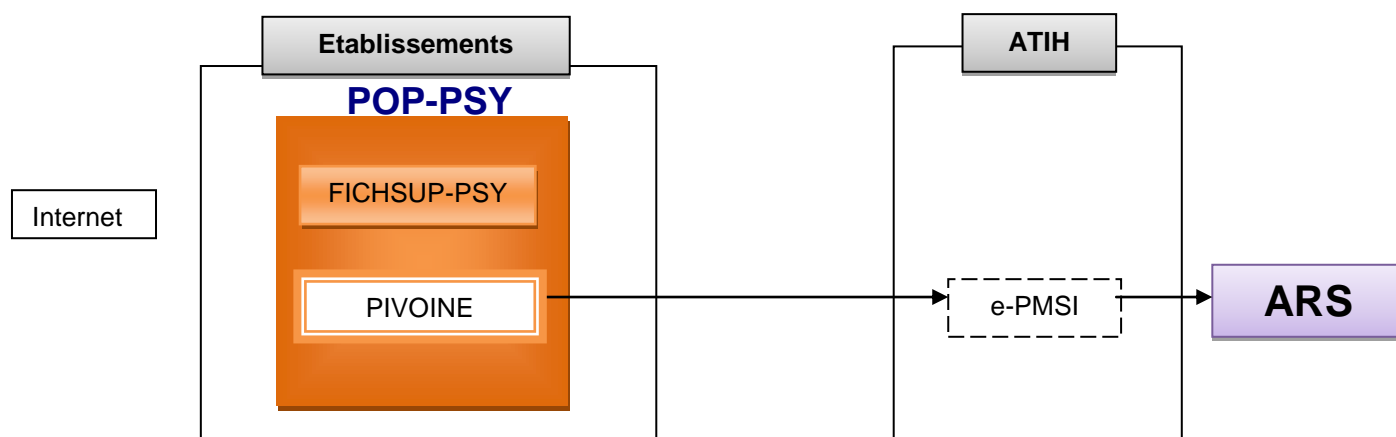 Etablissements
ATIH
POP-PSY
FICHSUP-PSY
Internet
PIVOINE
e-PMSI
ARS